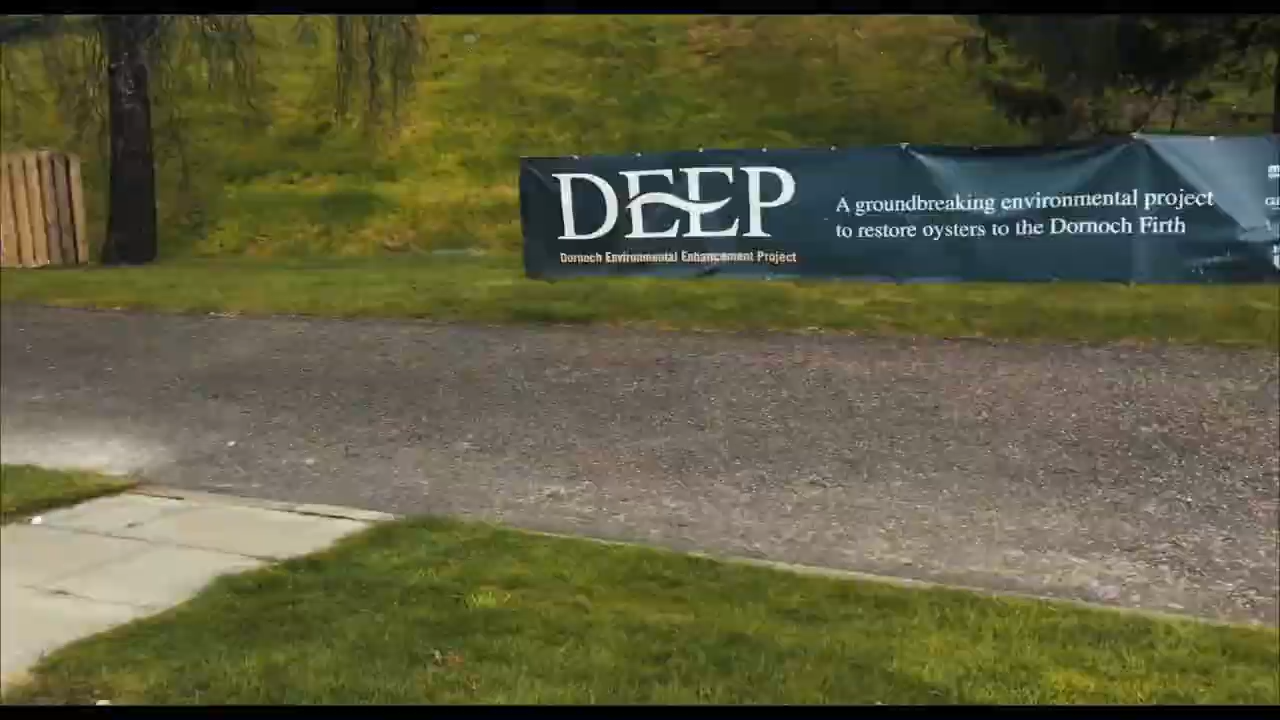 DEEP
Dornoch Environmental Enhancement Project
A groundbreaking environmental project
to restore oysters to the Dornoch Firth